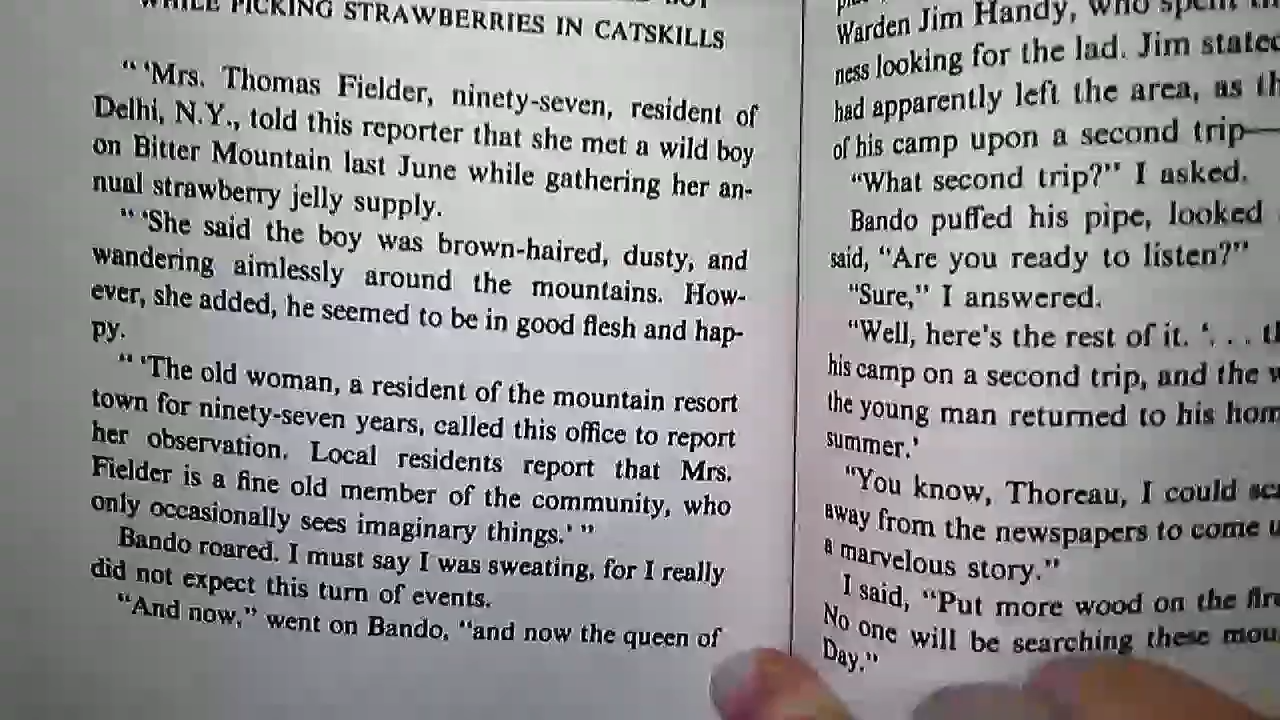 WHILE PICKING STRAWBERRIES IN CATSKILLS
“ ‘Mrs. Thomas Fielder, ninety-seven, resident of
Delhi, N.Y., told this reporter that she met a wild boy
on Bitter Mountain last June while gathering her an-
nual strawberry jelly supply.
“ ‘She said the boy was brown-haired, dusty, and
wandering aimlessly around the mountains. How-
ever, she added, he seemed to be in good flesh and hap-
py.
“ ‘The old woman, a resident of the mountain resort
town for ninety-seven years, called this office to report
her observation. Local residents report that Mrs.
Fielder is a fine old member of the community, who
only occasionally sees imaginary things.’ ”
Bando roared. I must say I was sweating, for I really
did not expect this turn of events.
“And now,” went on Bando, “and now the queen of
Warden Jim Handy, who
ness looking for the lad. Jim stated
had apparently left the area, as
of his camp upon a second trip—
“What second trip?” I asked.
Bando puffed his pipe, looked
said, “Are you ready to listen?”
“Sure,” I answered.
“Well, here's the rest of it. ‘. . .
his camp on a second trip, and the
the young man returned to his
summer.’
“You know, Thoreau, I could
away from the newspapers to come
a marvelous story.”
I said, “Put more wood on the
No one will be searching these
Day.”